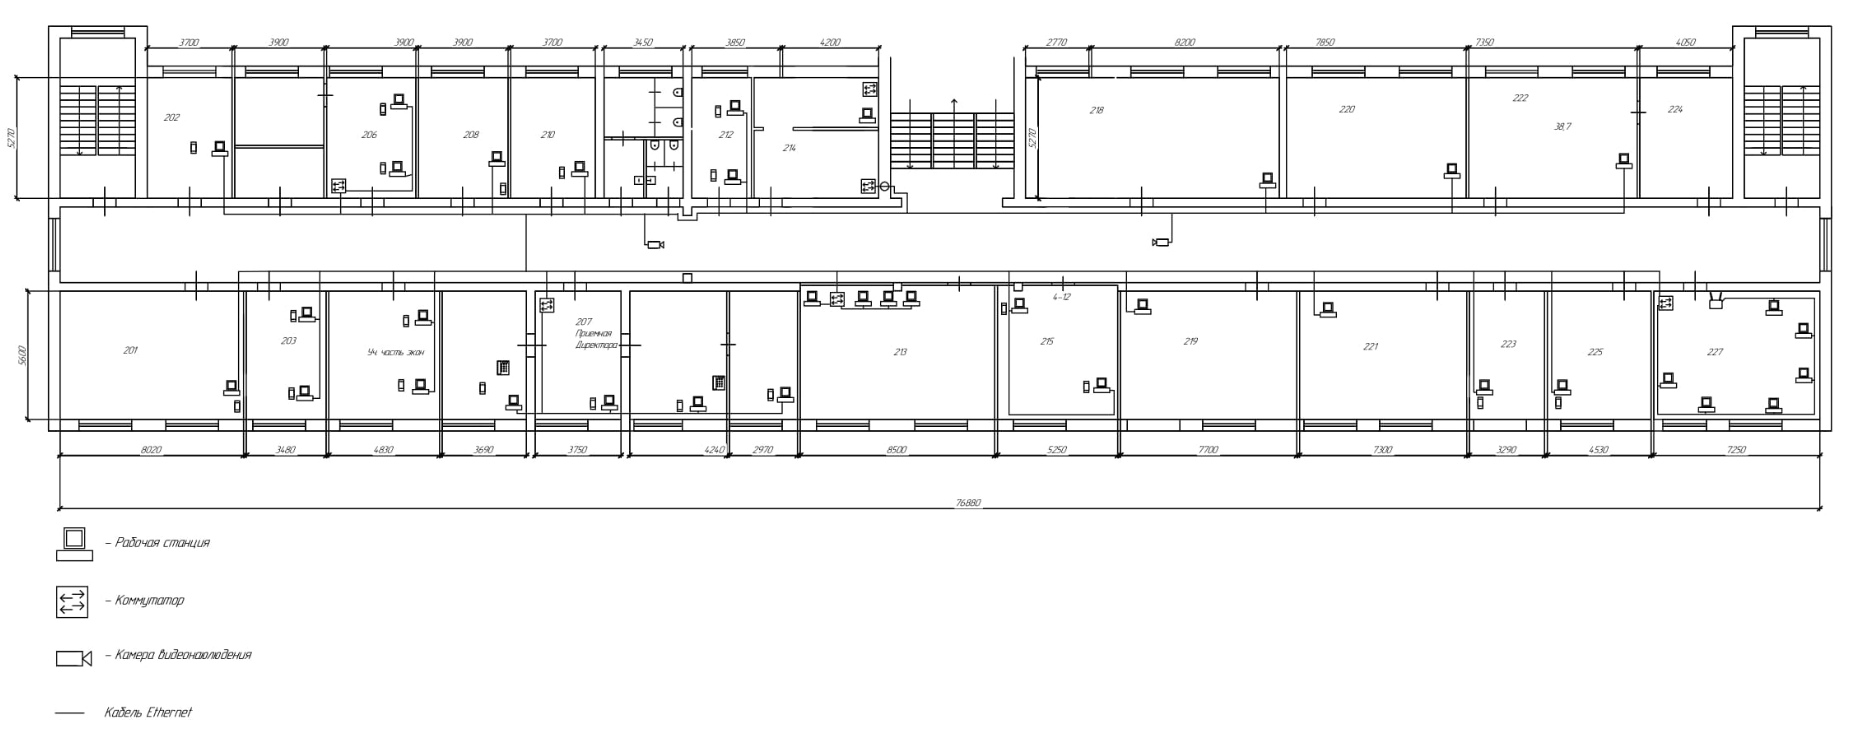 3700 3900 3900 3900 3700 3450 3850 4200 2770 8200 7850 7350 4050
5270
5270
202
206
208
210
212
214
218
220
222
38,7
224
201
203
Уч. часть экон
207
Приемная
Директора
213
4-12
215
219
221
223
225
227
5600
8020 3480 4830 3690 3750 4240 2970 8500 5250 7700 7300 3290 4530 7250
76880
– Рабочая станция
– Коммутатор
– Камера видеонаюлюдения
Кабель Ethernet